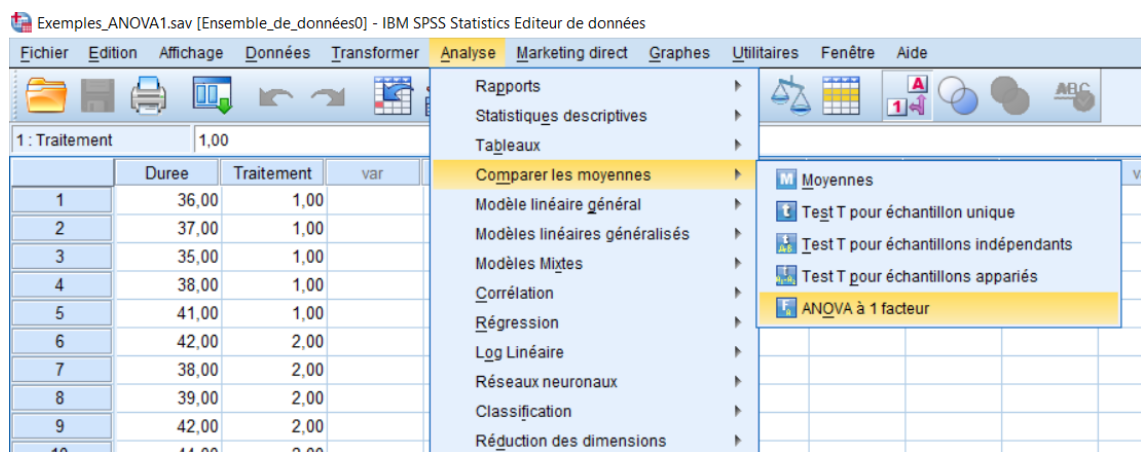 Exemples_ANOVA1.sav [Ensemble_de_données0] - IBM SPSS Statistics Editeur de données
Fichier Edition Affichage Données Transformer Analyse Marketing direct Graphes Utilitaires Fenêtre Aide
A
1
ABC
1 : Traitement 1,00
Duree Traitement var
1 36,00 1,00
2 37,00 1,00
3 35,00 1,00
4 38,00 1,00
5 41,00 1,00
6 42,00 2,00
7 38,00 2,00
8 39,00 2,00
9 42,00 2,00
Rapports
Statistiques descriptives
Tableaux
Comparer les moyennes
Modèle linéaire général
Modèles linéaires généralisés
Modèles Mixtes
Corrélation
Régression
Log Linéaire
Réseaux neuronaux
Classification
Réduction des dimensions
M Moyennes
t Test T pour échantillon unique
Test T pour échantillons indépendants
Test T pour échantillons appariés
ANOVA à 1 facteur